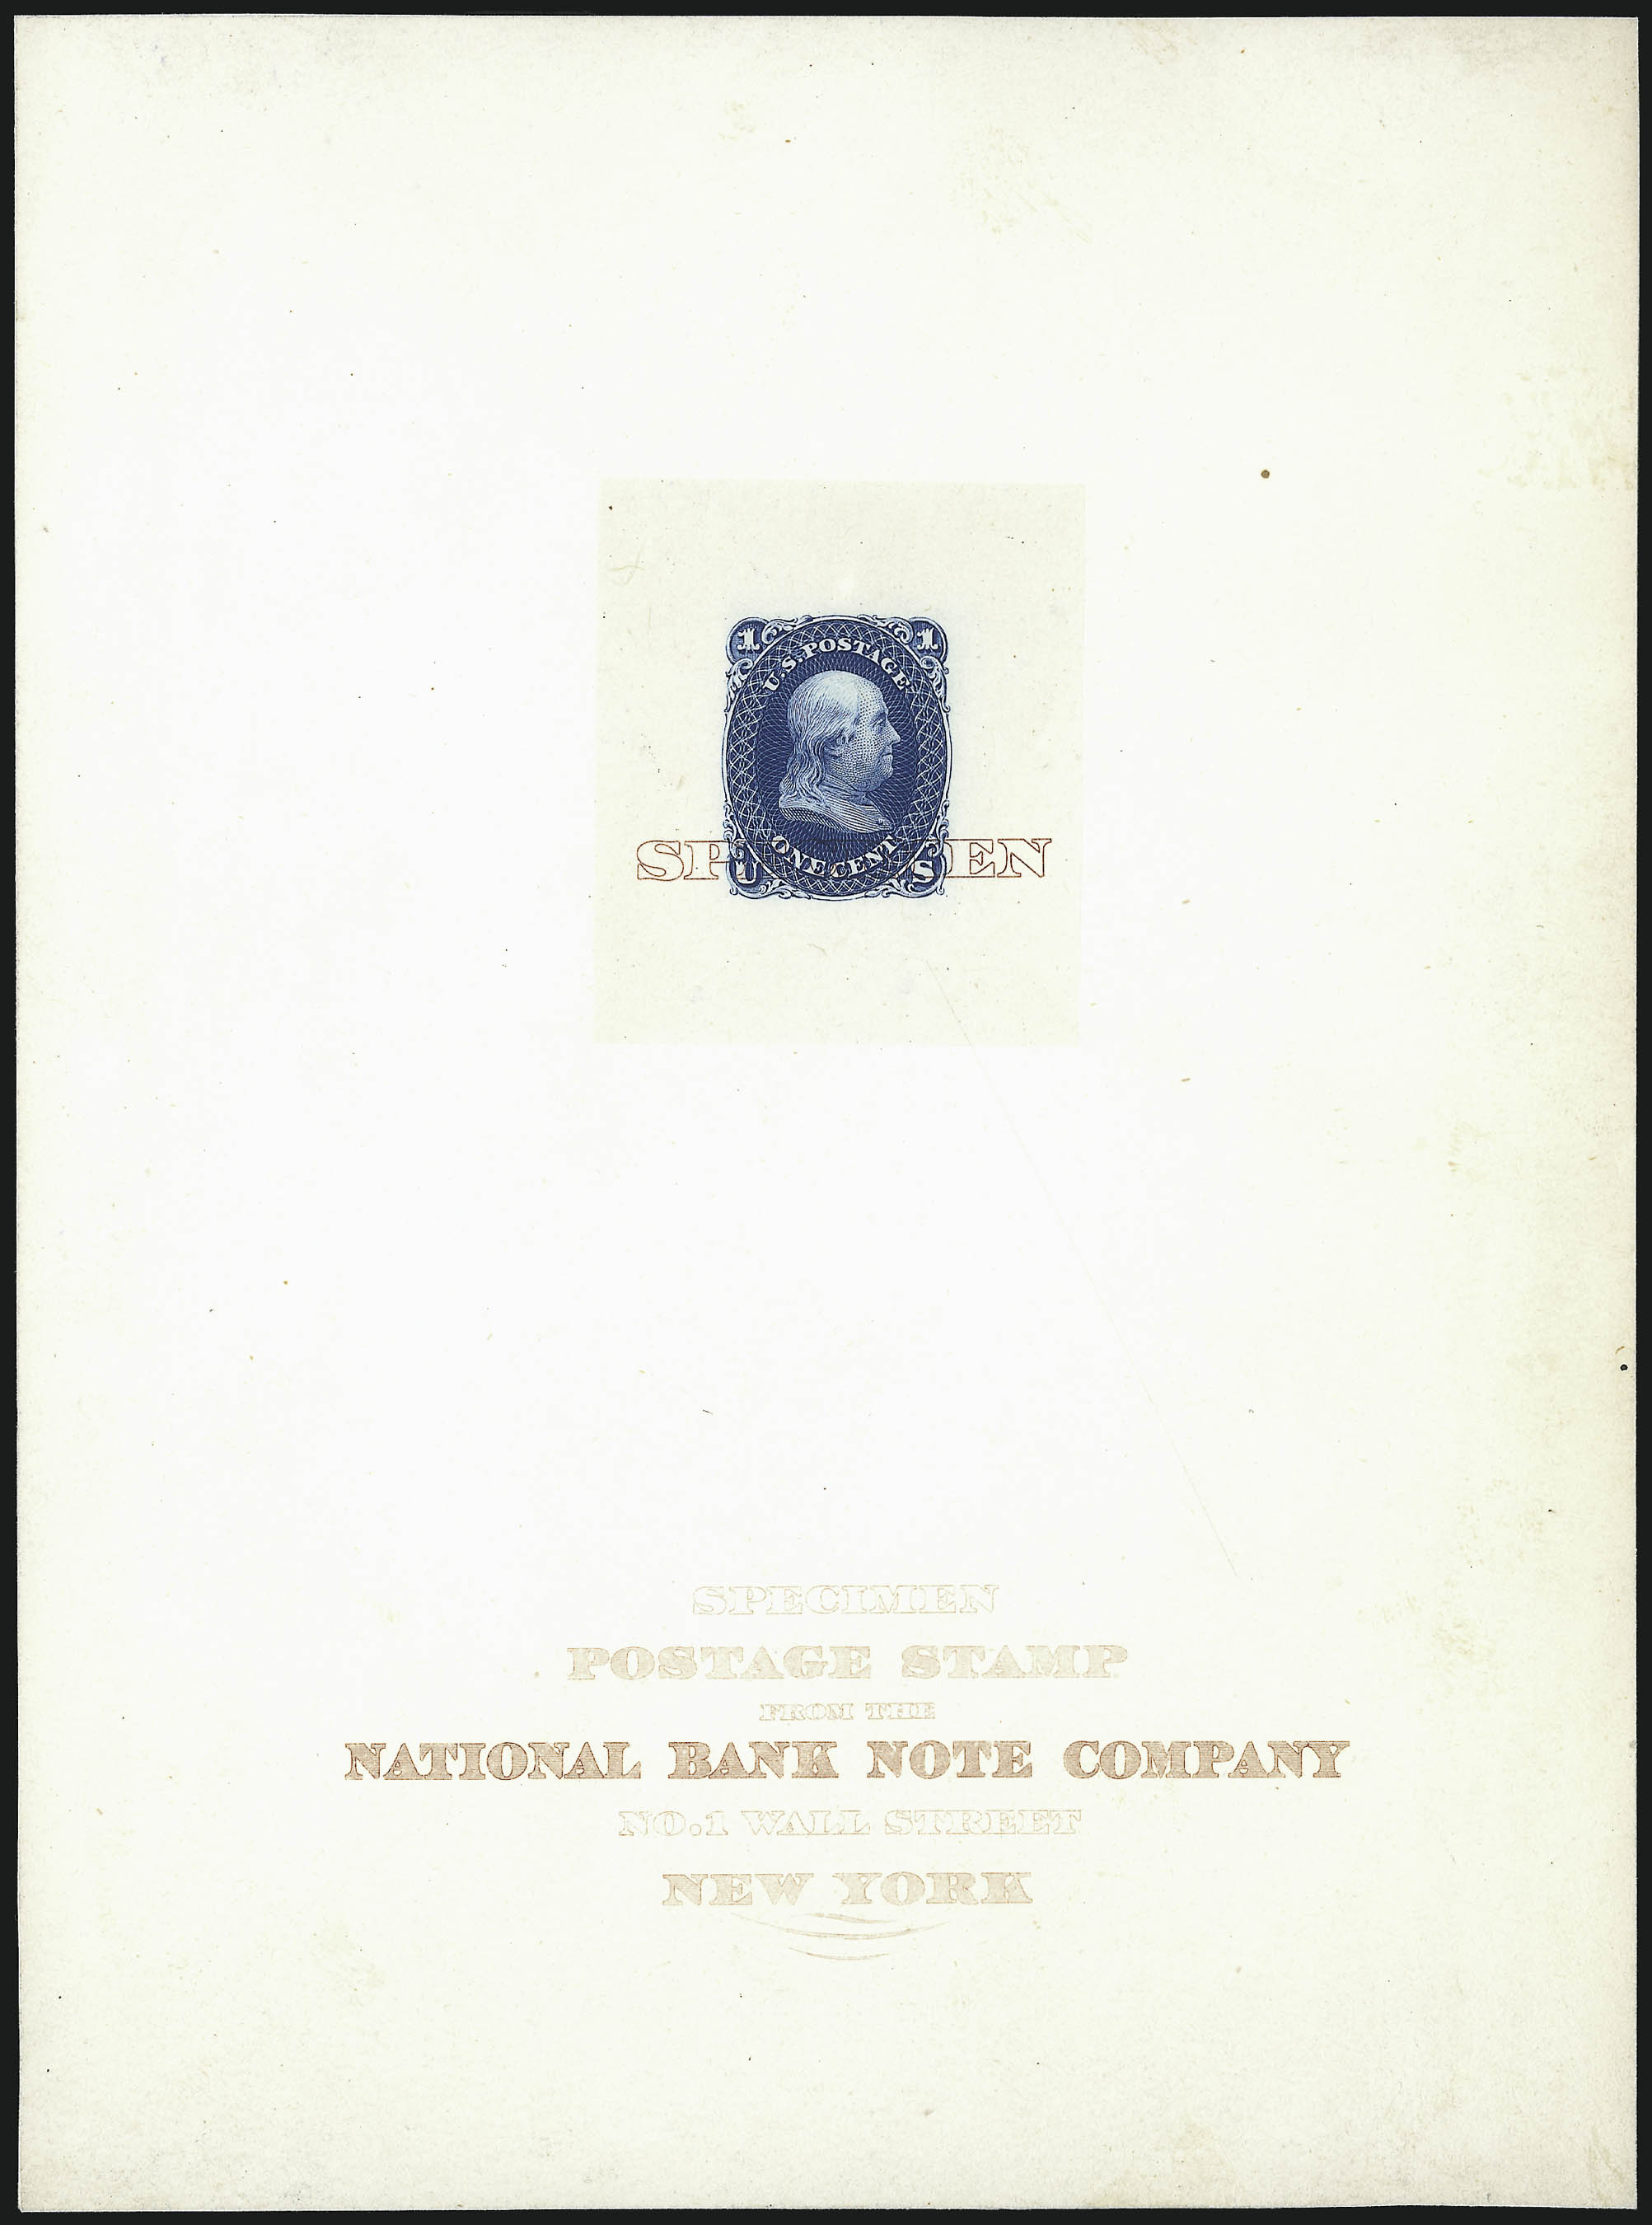 1 1
U.S. POSTAGE
SP EN
ONE CENT
U S
SPECIMEN
POSTAGE STAMP
FROM THE
NATIONAL BANK NOTE COMPANY
NO. 1 WALL STREET
NEW YORK